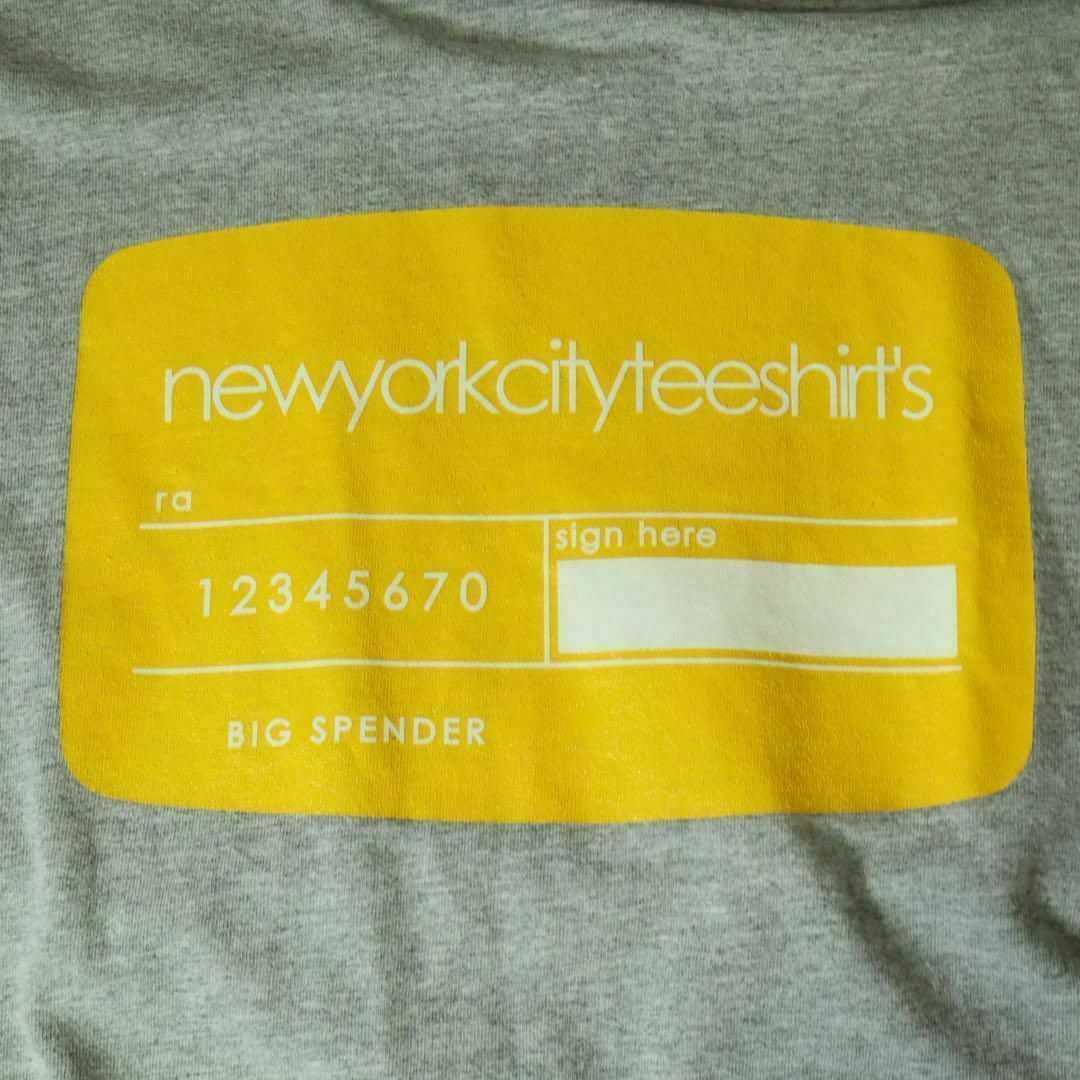 newyorkcityteeshirt's
ra
sign here
12345670
BIG SPENDER